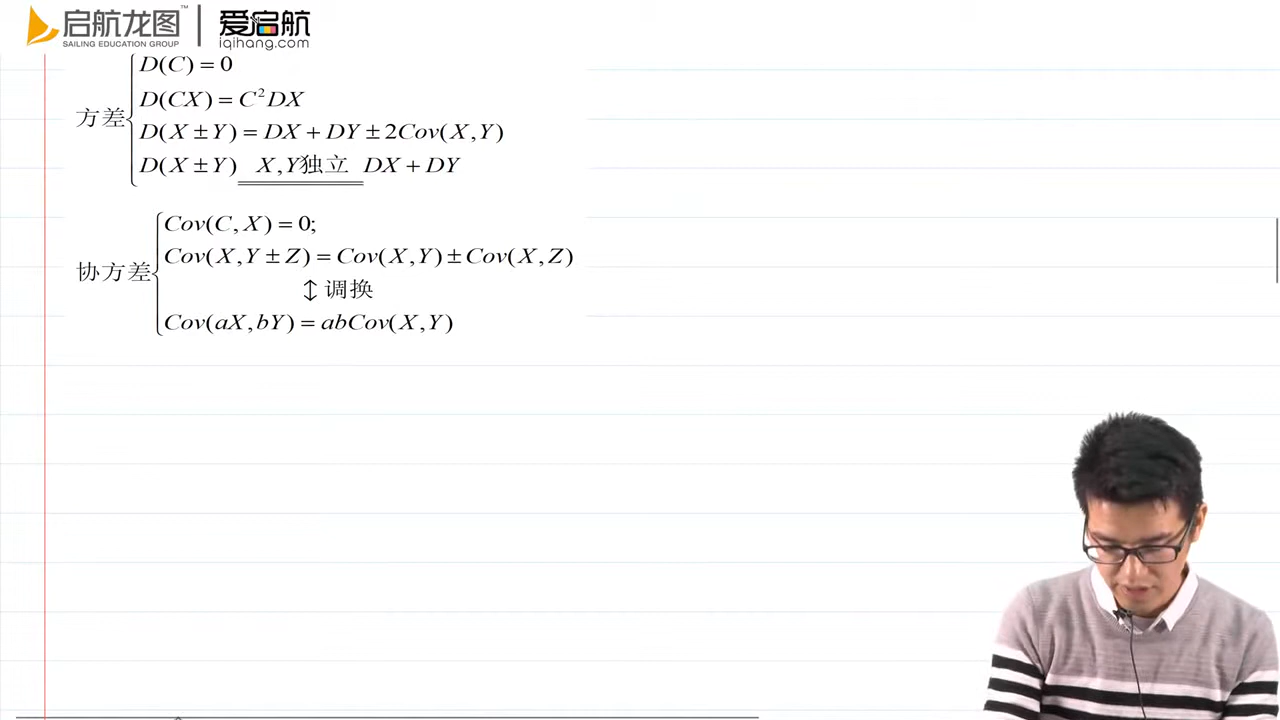 启航龙图™ | 爱启航
SAILING EDUCATION GROUP iqihang.com
D(C) = 0
D(CX) = C²DX
方差
D(X ± Y) = DX + DY ± 2Cov(X,Y)
D(X ± Y) X,Y独立 DX + DY
Cov(C, X) = 0;
Cov(X,Y ± Z) = Cov(X,Y) ± Cov(X,Z)
协方差
↕ 调换
Cov(aX,bY) = abCov(X,Y)